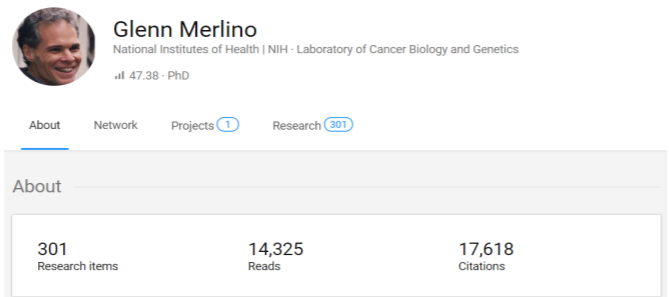 Glenn Merlino
National Institutes of Health | NIH · Laboratory of Cancer Biology and Genetics
47.38 · PhD
About Network Projects 1 Research 301
About
301 14,325 17,618
Research items Reads Citations